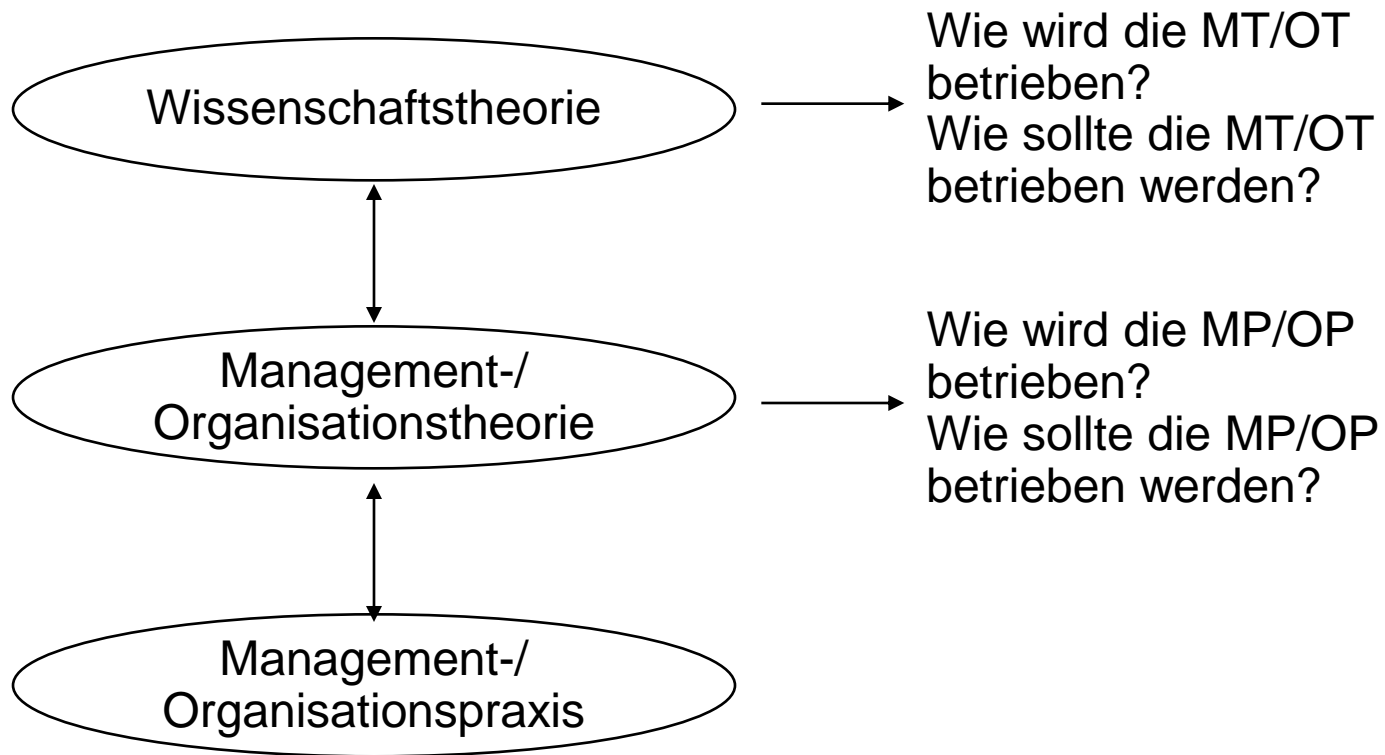 Wissenschaftstheorie
Wie wird die MT/OT
betrieben?
Wie sollte die MT/OT
betrieben werden?
Management-/
Organisationstheorie
Wie wird die MP/OP
betrieben?
Wie sollte die MP/OP
betrieben werden?
Management-/
Organisationspraxis